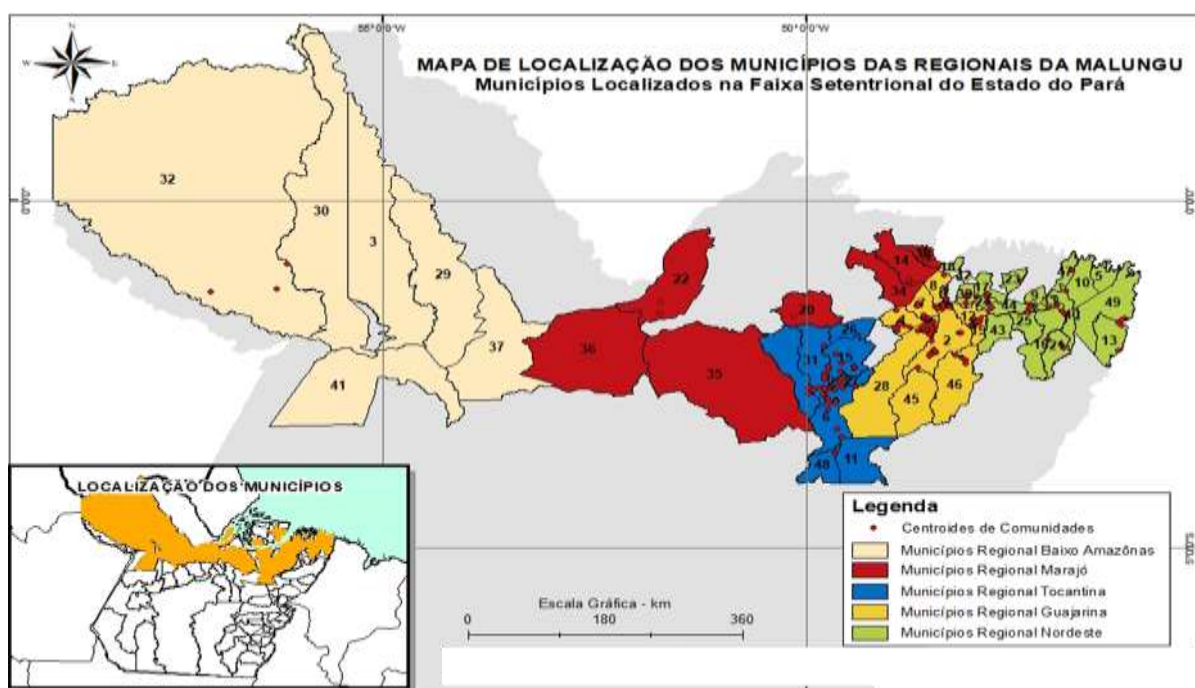 N
W E
S
55°0'0"W
50°0'0"W
MAPA DE LOCALIZAÇÃO DOS MUNICÍPIOS DAS REGIONAIS DA MALUNGU
Municípios Localizados na Faixa Setentrional do Estado do Pará
0°0'0"
0°0'0"
32
30
3
29
37
41
22
36
35
20
14
34
31
15
48
11
8
2
28
45
46
43
10
5
49
13
5°0'0"S
LOCALIZAÇÃO DOS MUNICÍPIOS
Escala Gráfica - km
0 180 360
Legenda
Centroides de Comunidades
Municípios Regional Baixo Amazônas
Municípios Regional Marajó
Municípios Regional Tocantina
Municípios Regional Guajarina
Municípios Regional Nordeste